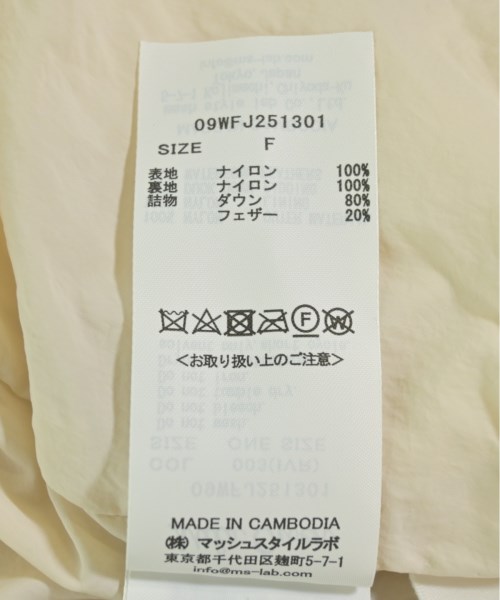 09WFJ251301
SIZE F
表地 ナイロン 100%
裏地 ナイロン 100%
詰物 ダウン 80%
フェザー 20%
F W
＜お取り扱い上のご注意＞
MADE IN CAMBODIA
㈱ マッシュスタイルラボ
東京都千代田区麹町5-7-1
info@ms-lab.com